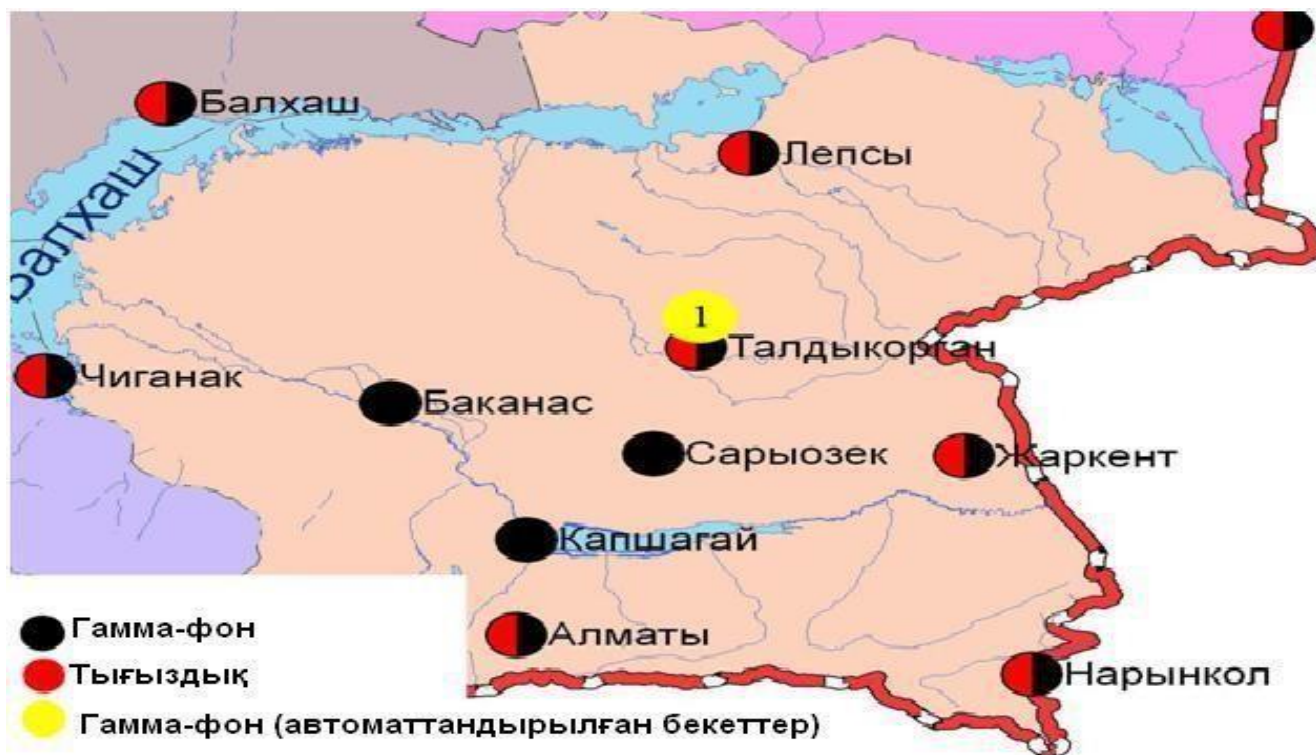 Балхаш
Лепсы
Балхаш
1
Талдыкорган
Чиганак
Баканас
Сарыозек
Жаркент
Капшагай
Алматы
Нарынкол
Гамма-фон
Тығыздық
Гамма-фон (автоматтандырылған бекеттер)